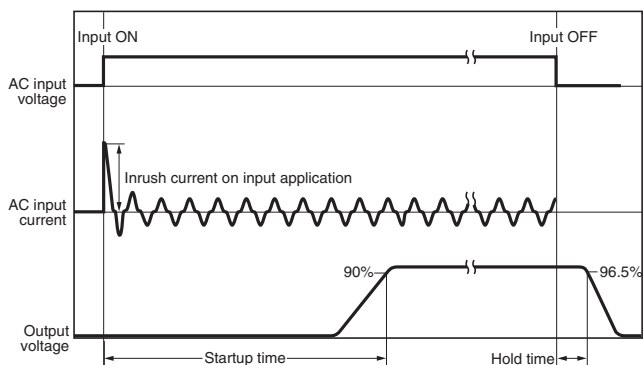 Input ON
Input OFF
AC input
voltage
Inrush current on input application
AC input
current
90%
96.5%
Output
voltage
Startup time
Hold time